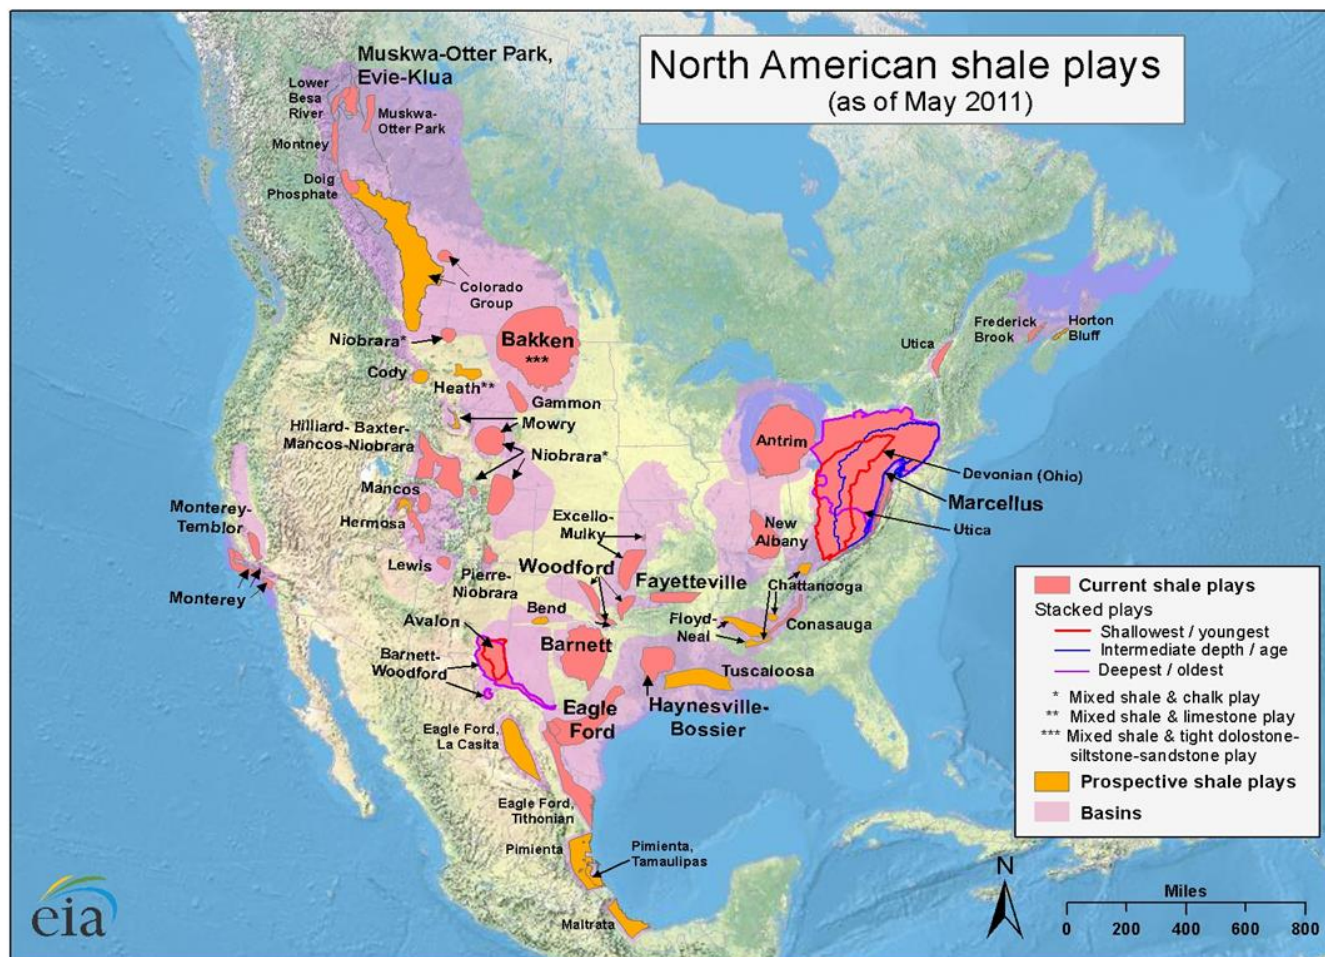 North American shale plays
(as of May 2011)
Muskwa-Otter Park,
Evie-Klua
Lower
Besa
River
Muskwa-
Otter Park
Montney
Doig
Phosphate
Colorado
Group
Niobrara*
Bakken
***
Cody
Heath**
Gammon
Mowry
Hilliard- Baxter-
Mancos-Niobrara
Niobrara*
Mancos
Hermosa
Monterey-
Temblor
Monterey
Lewis
Pierre-
Niobrara
Excello-
Mulky
Woodford
Fayetteville
Bend
Avalon
Barnett
Barnett-
Woodford
Eagle
Ford
Eagle Ford,
La Casita
Eagle Ford,
Tithonian
Pimienta
Pimienta,
Tamaulipas
Maltrata
Haynesville-
Bossier
Tuscaloosa
Floyd-
Neal
Conasauga
Chattanooga
New
Albany
Antrim
Devonian (Ohio)
Marcellus
Utica
Utica
Frederick
Brook
Horton
Bluff
Current shale plays
Stacked plays
Shallowest / youngest
Intermediate depth / age
Deepest / oldest
* Mixed shale & chalk play
** Mixed shale & limestone play
*** Mixed shale & tight dolostone-
siltstone-sandstone play
Prospective shale plays
Basins
N
Miles
0 200 400 600 800
eia